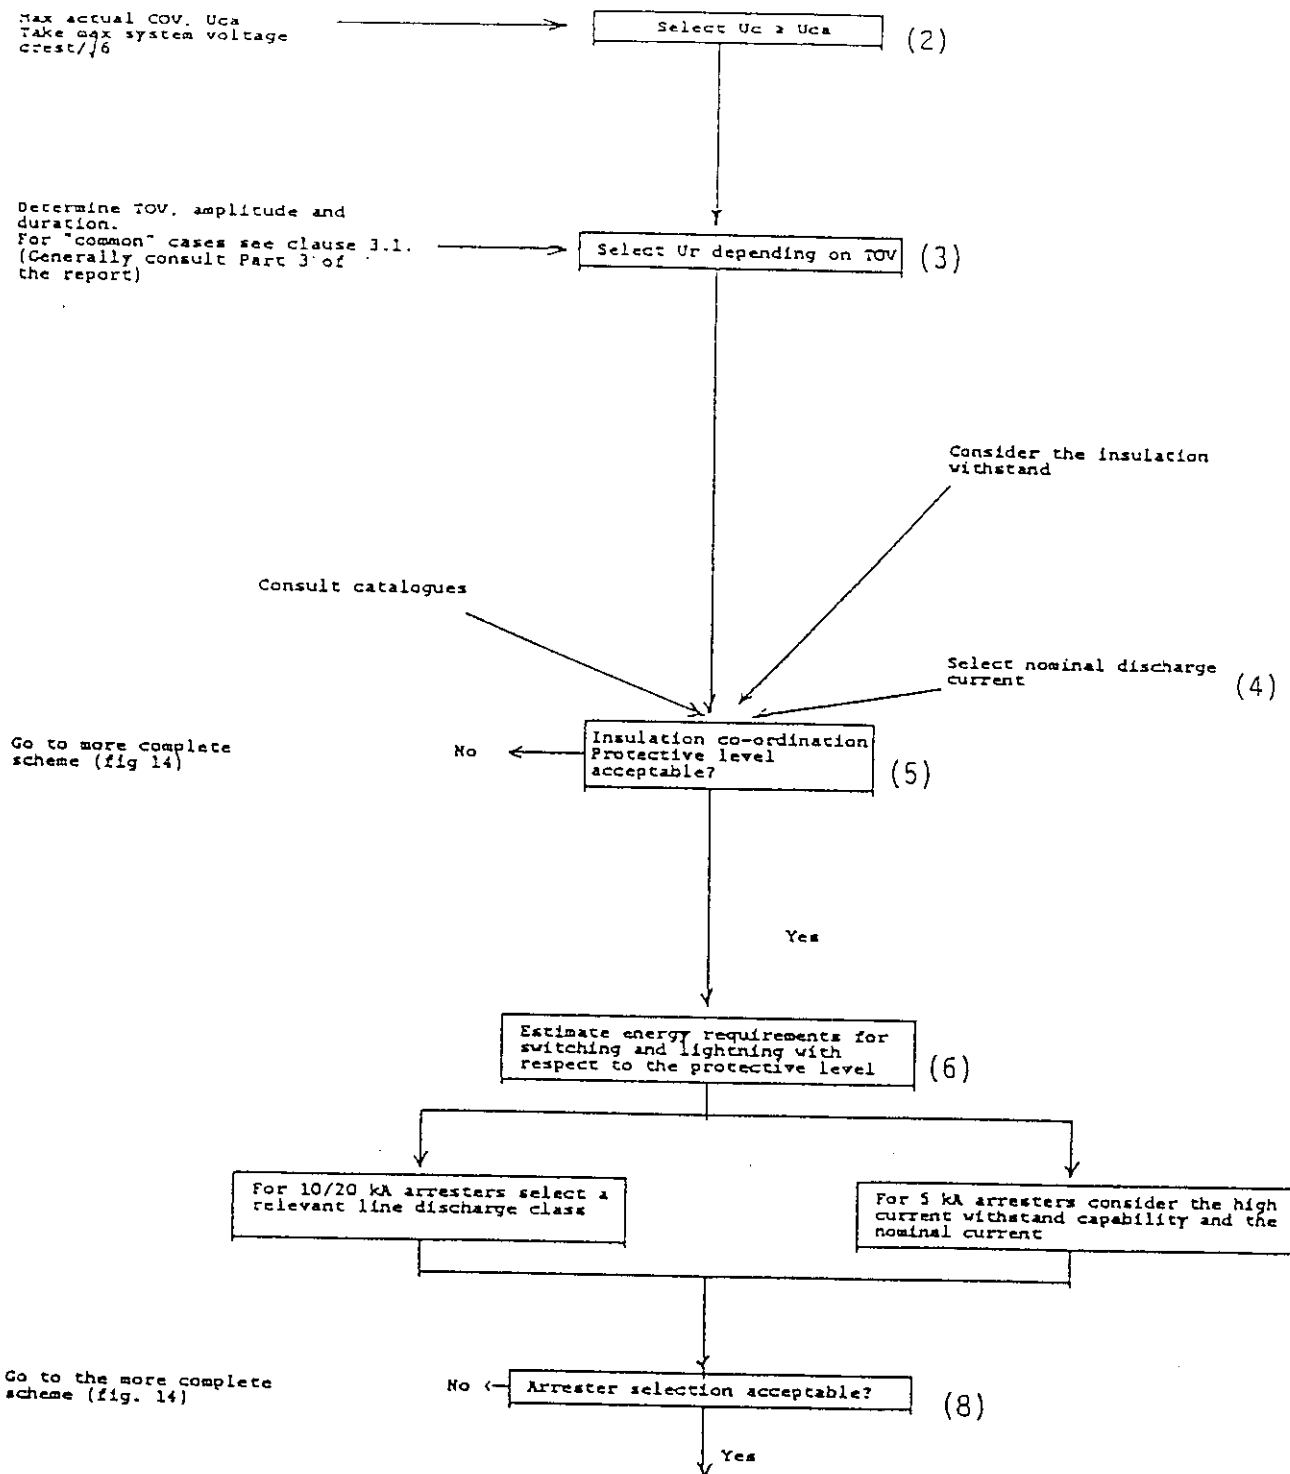 Max actual COV, Uca
Take max system voltage
crest/√6
Select Uc ≥ Uca
(2)
Determine TOV, amplitude and
duration.
For "common" cases see clause 3.1.
(Generally consult Part 3 of
the report)
Select Ur depending on TOV
(3)
Consider the insulation
withstand
Consult catalogues
Select nominal discharge
current
(4)
Go to more complete
scheme (fig 14)
No
Insulation co-ordination
Protective level
acceptable?
(5)
Yes
Estimate energy requirements for
switching and lightning with
respect to the protective level
(6)
For 10/20 kA arresters select a
relevant line discharge class
For 5 kA arresters consider the high
current withstand capability and the
nominal current
Go to the more complete
scheme (fig. 14)
No
Arrester selection acceptable?
(8)
Yes